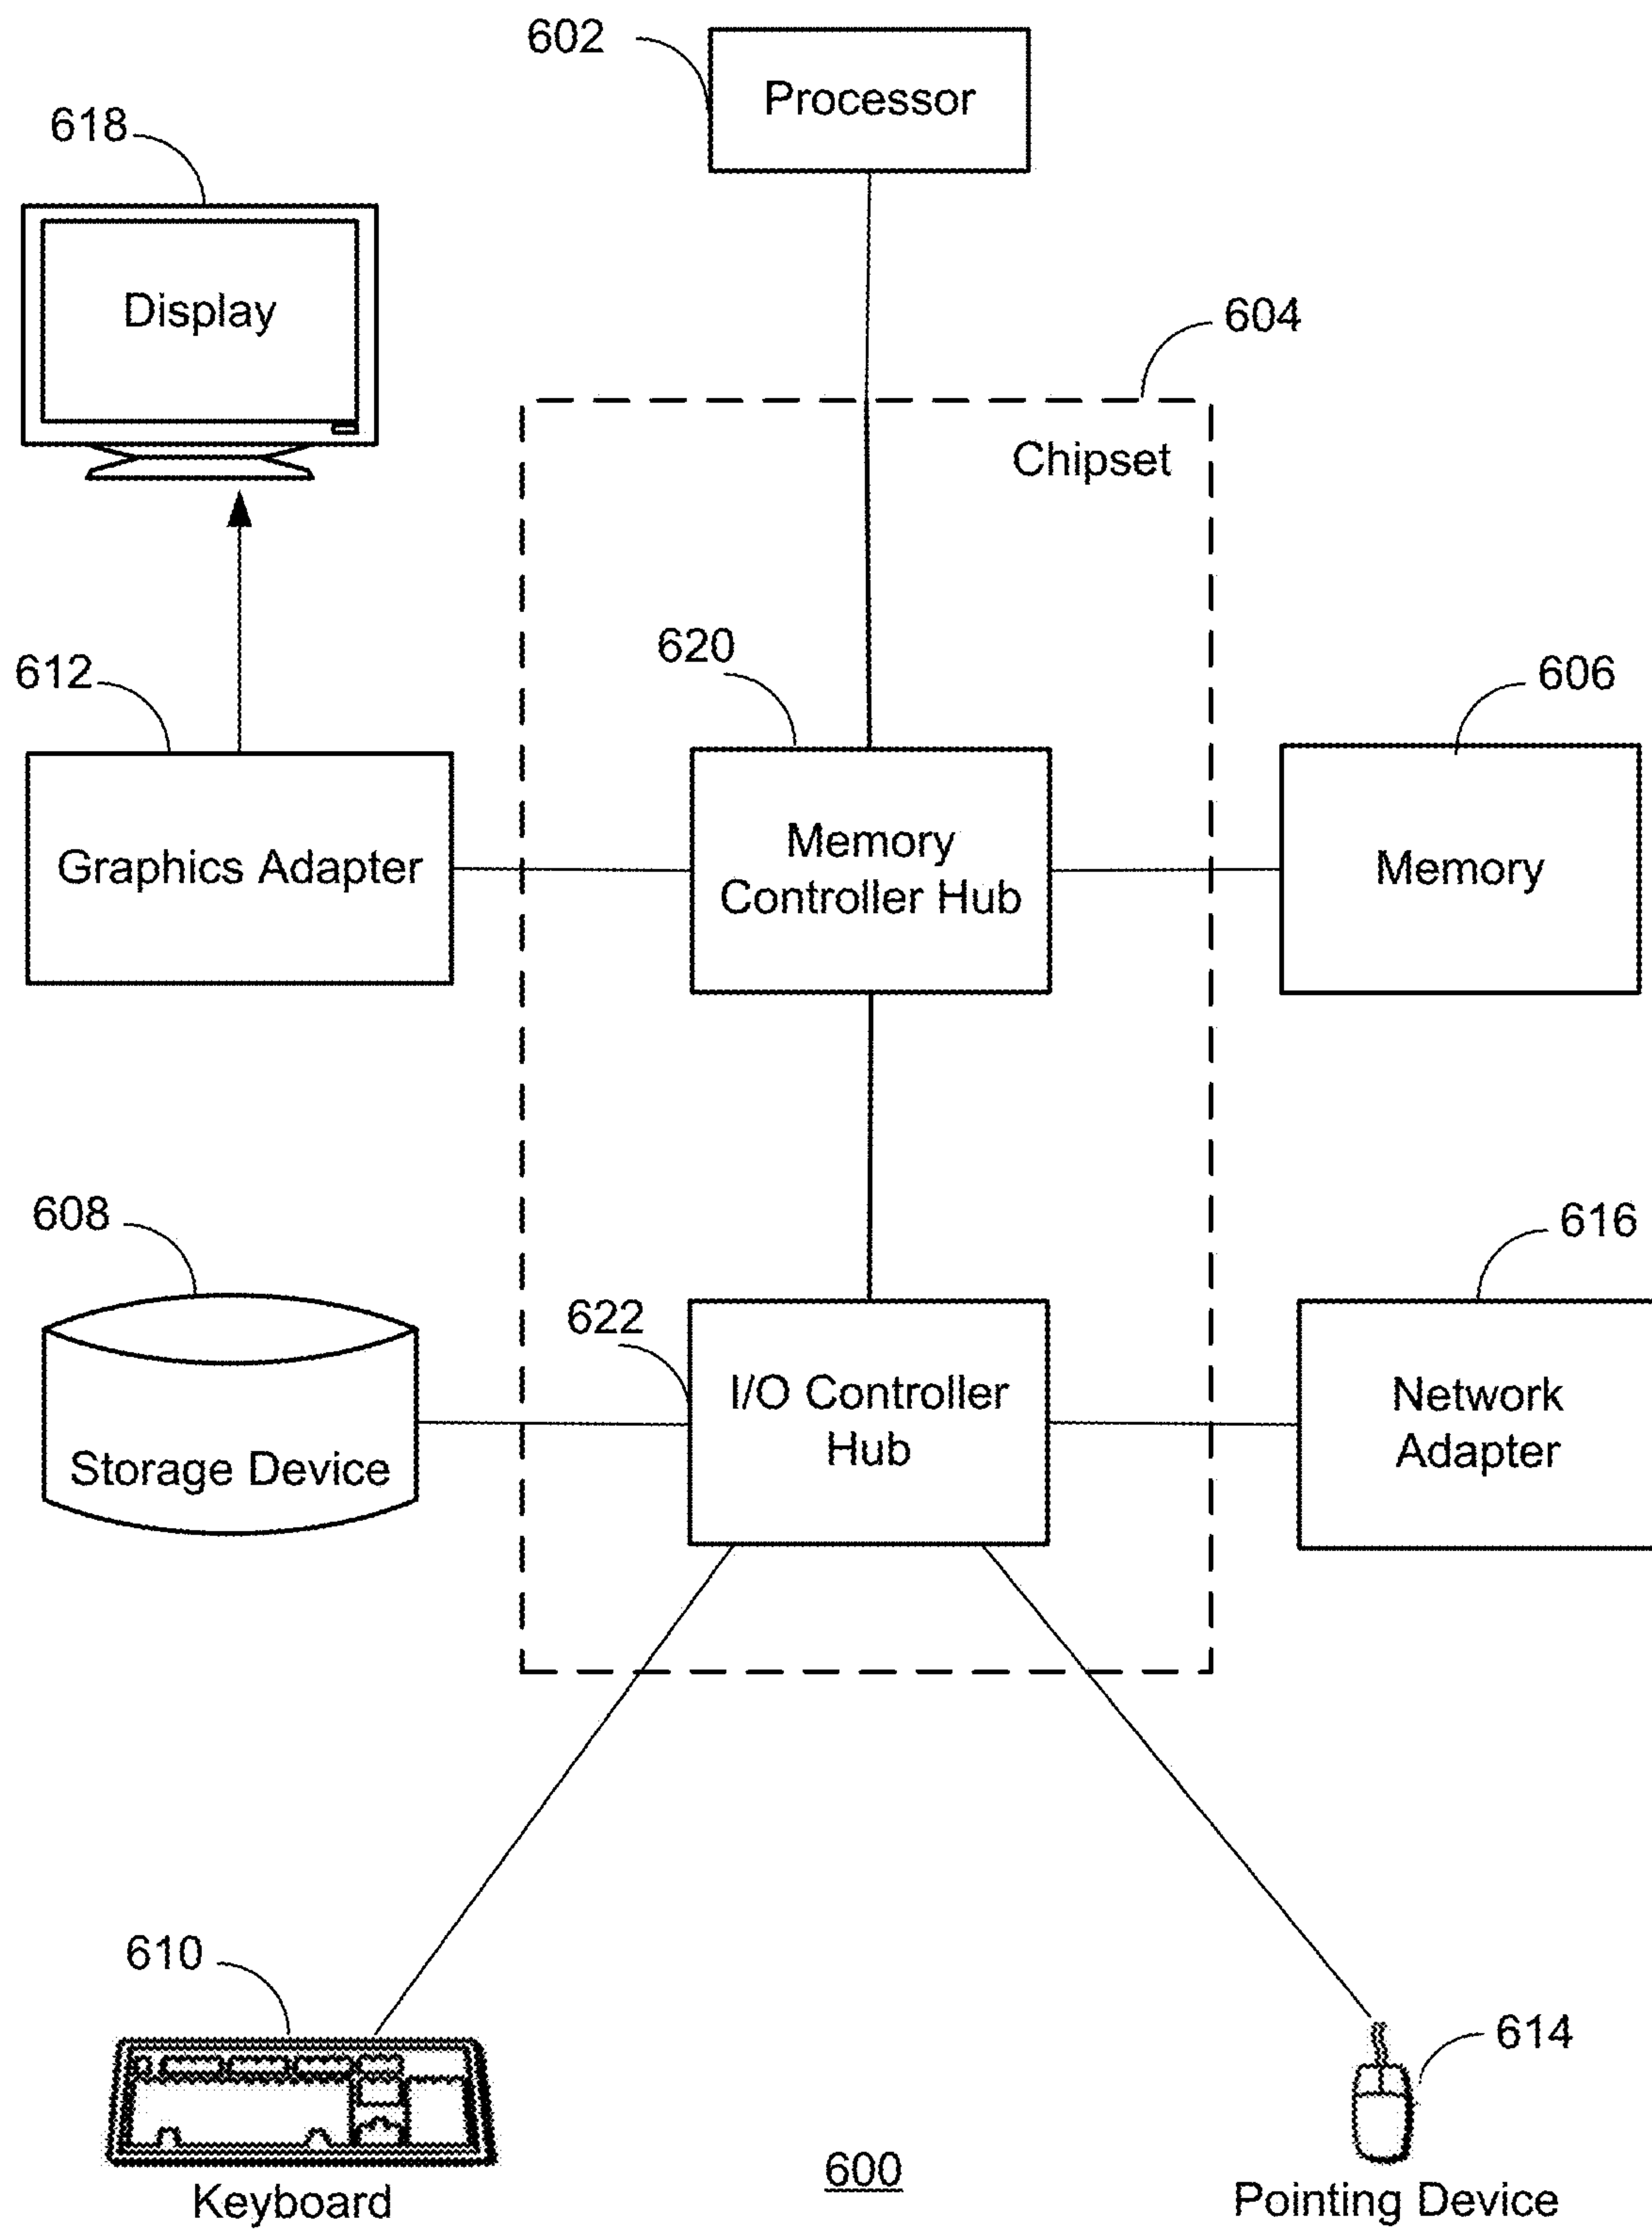 602
Processor
618
Display
604
Chipset
620
612
606
Graphics Adapter
Memory
Controller Hub
Memory
608
616
622
Storage Device
I/O Controller
Hub
Network
Adapter
610
614
Keyboard
600
Pointing Device